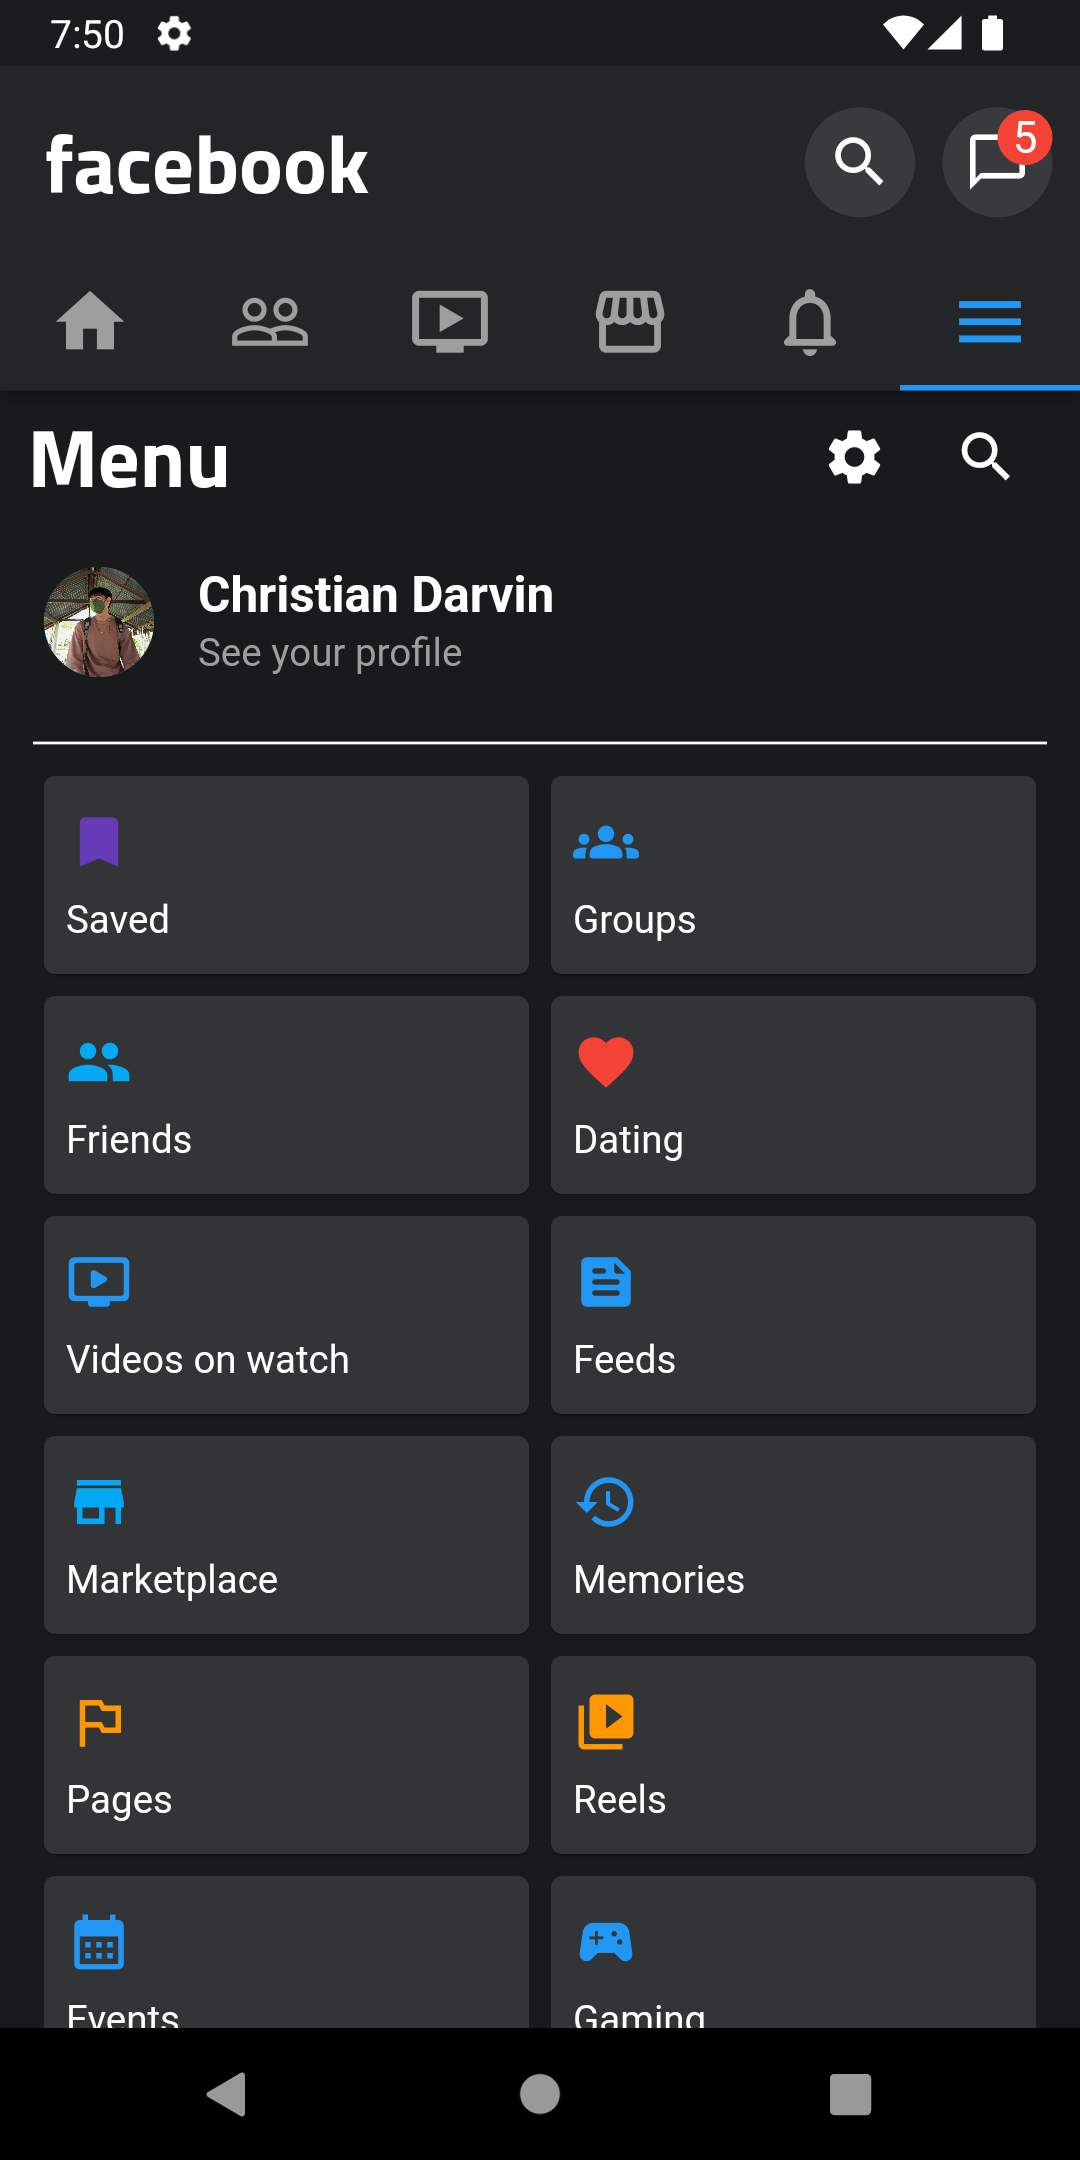 7:50
facebook
5
Menu
Christian Darvin
See your profile
Saved
Groups
Friends
Dating
Videos on watch
Feeds
Marketplace
Memories
Pages
Reels
Events
Gaming